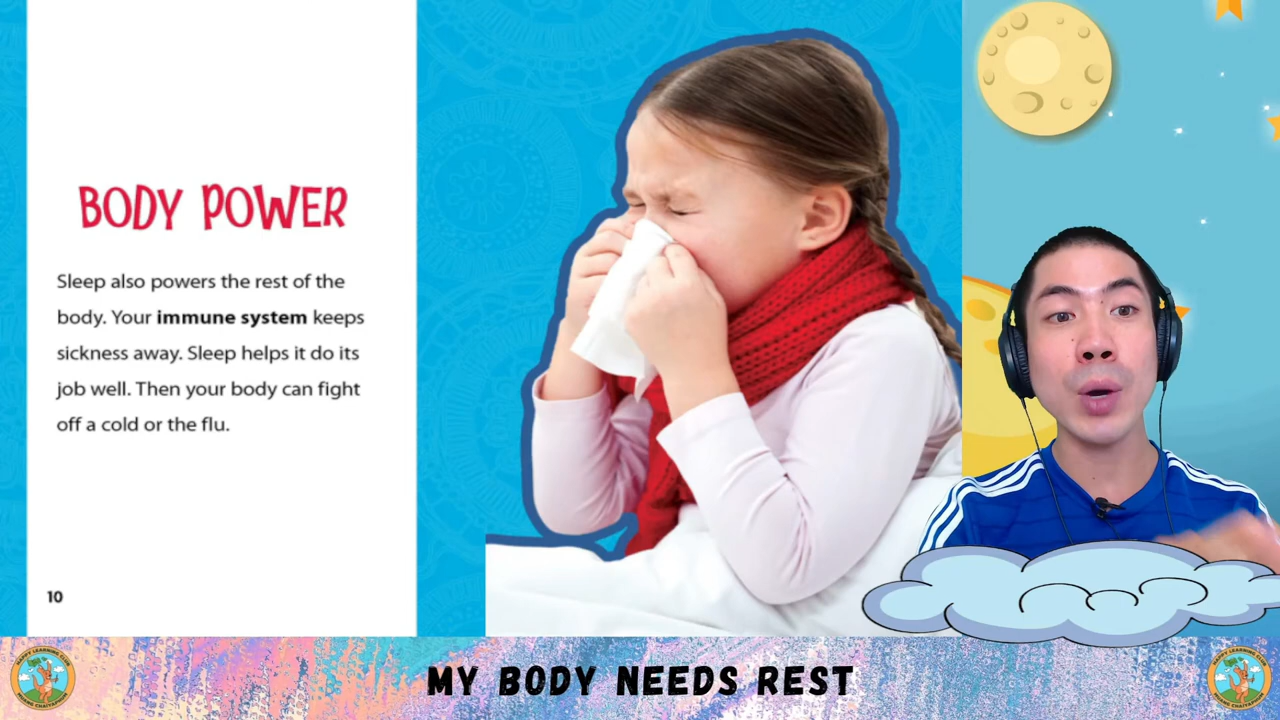 BODY POWER
Sleep also powers the rest of the
body. Your immune system keeps
sickness away. Sleep helps it do its
job well. Then your body can fight
off a cold or the flu.
10
MY BODY NEEDS REST